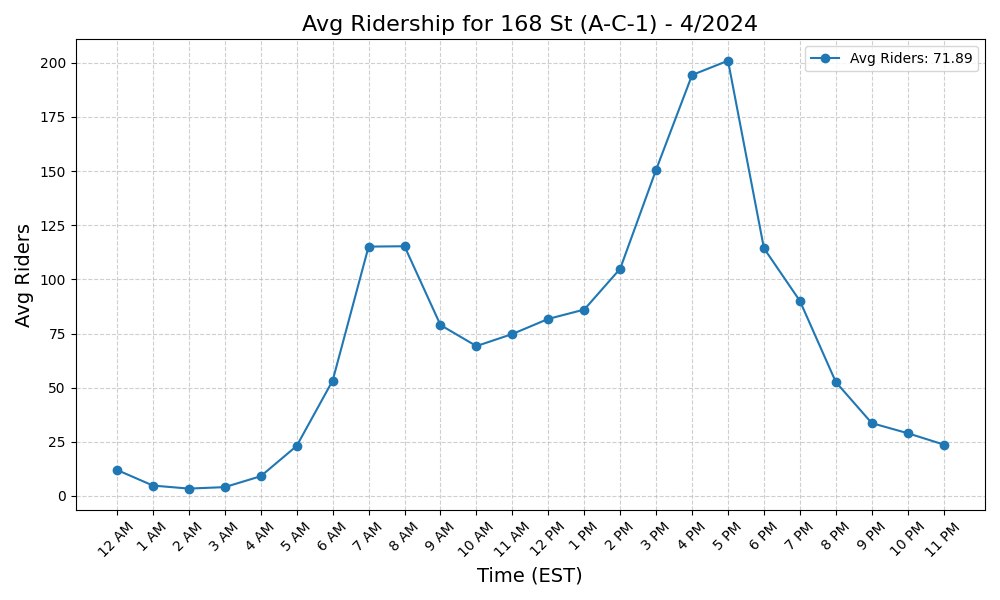 Avg Ridership for 168 St (A-C-1) - 4/2024
Avg Riders: 71.89
Avg Riders
200
175
150
125
100
75
50
25
0
12 AM
1 AM
2 AM
3 AM
4 AM
5 AM
6 AM
7 AM
8 AM
9 AM
10 AM
11 AM
12 PM
1 PM
2 PM
3 PM
4 PM
5 PM
6 PM
7 PM
8 PM
9 PM
10 PM
11 PM
Time (EST)